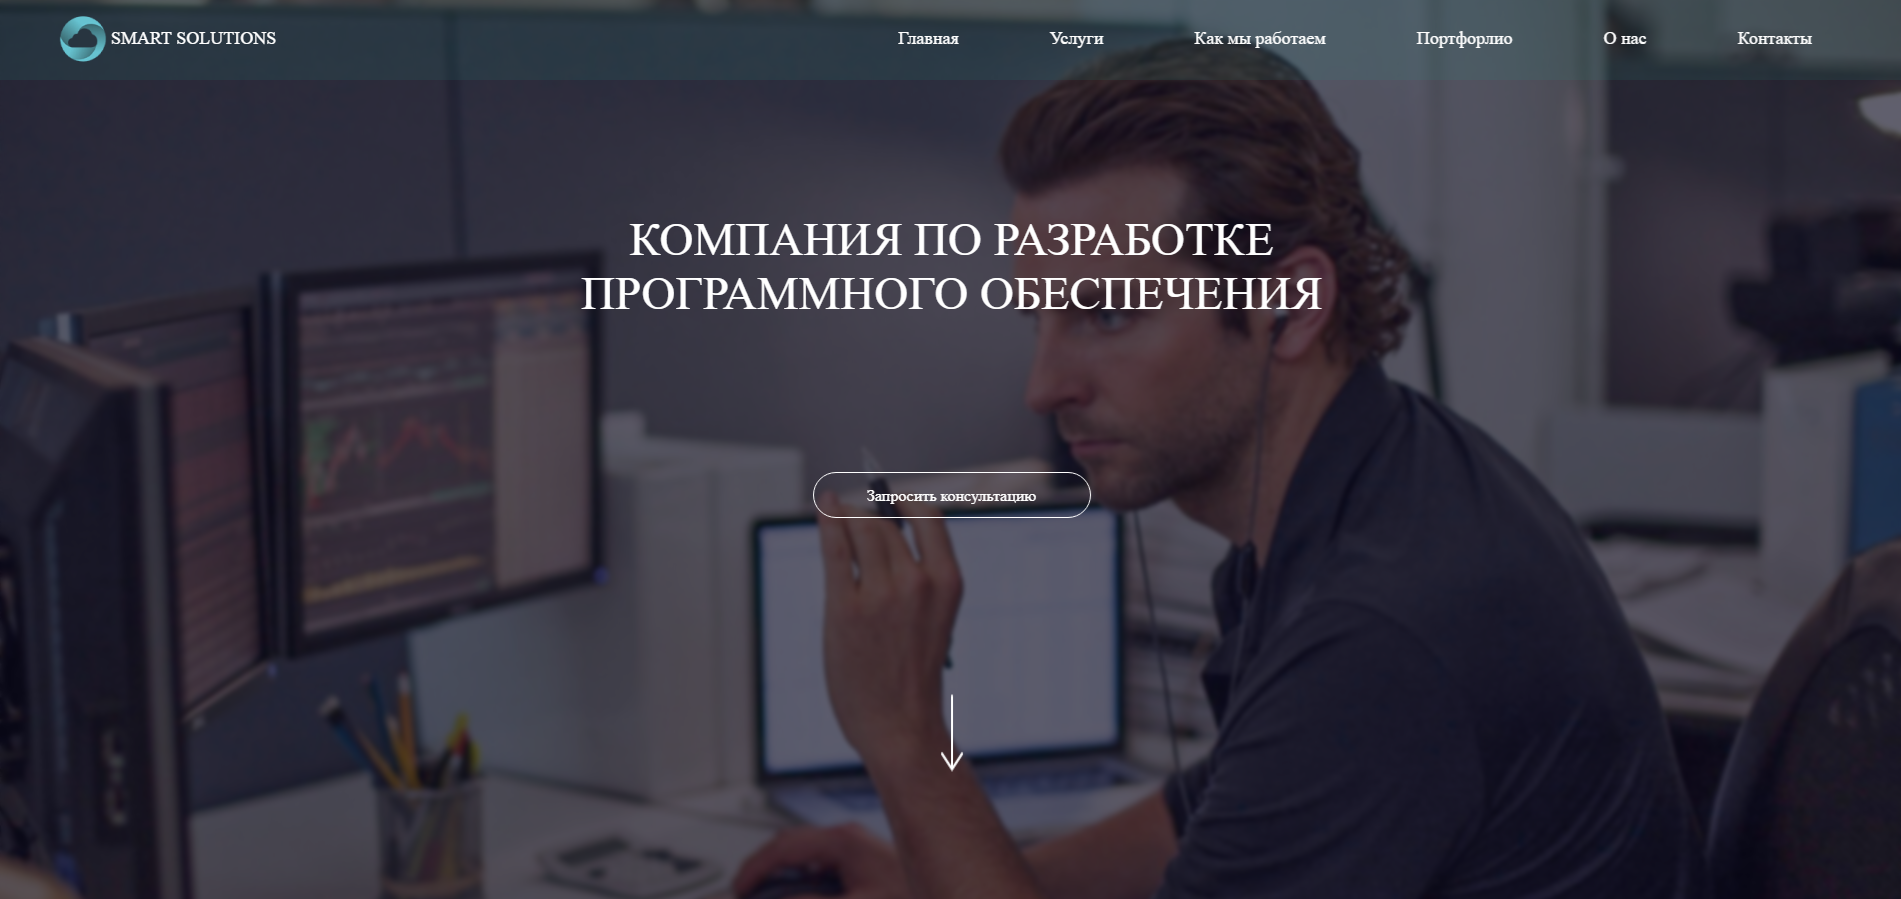 SMART SOLUTIONS
Главная Услуги Как мы работаем Портфорлио О нас Контакты
КОМПАНИЯ ПО РАЗРАБОТКЕ
ПРОГРАММНОГО ОБЕСПЕЧЕНИЯ
Запросить консультацию